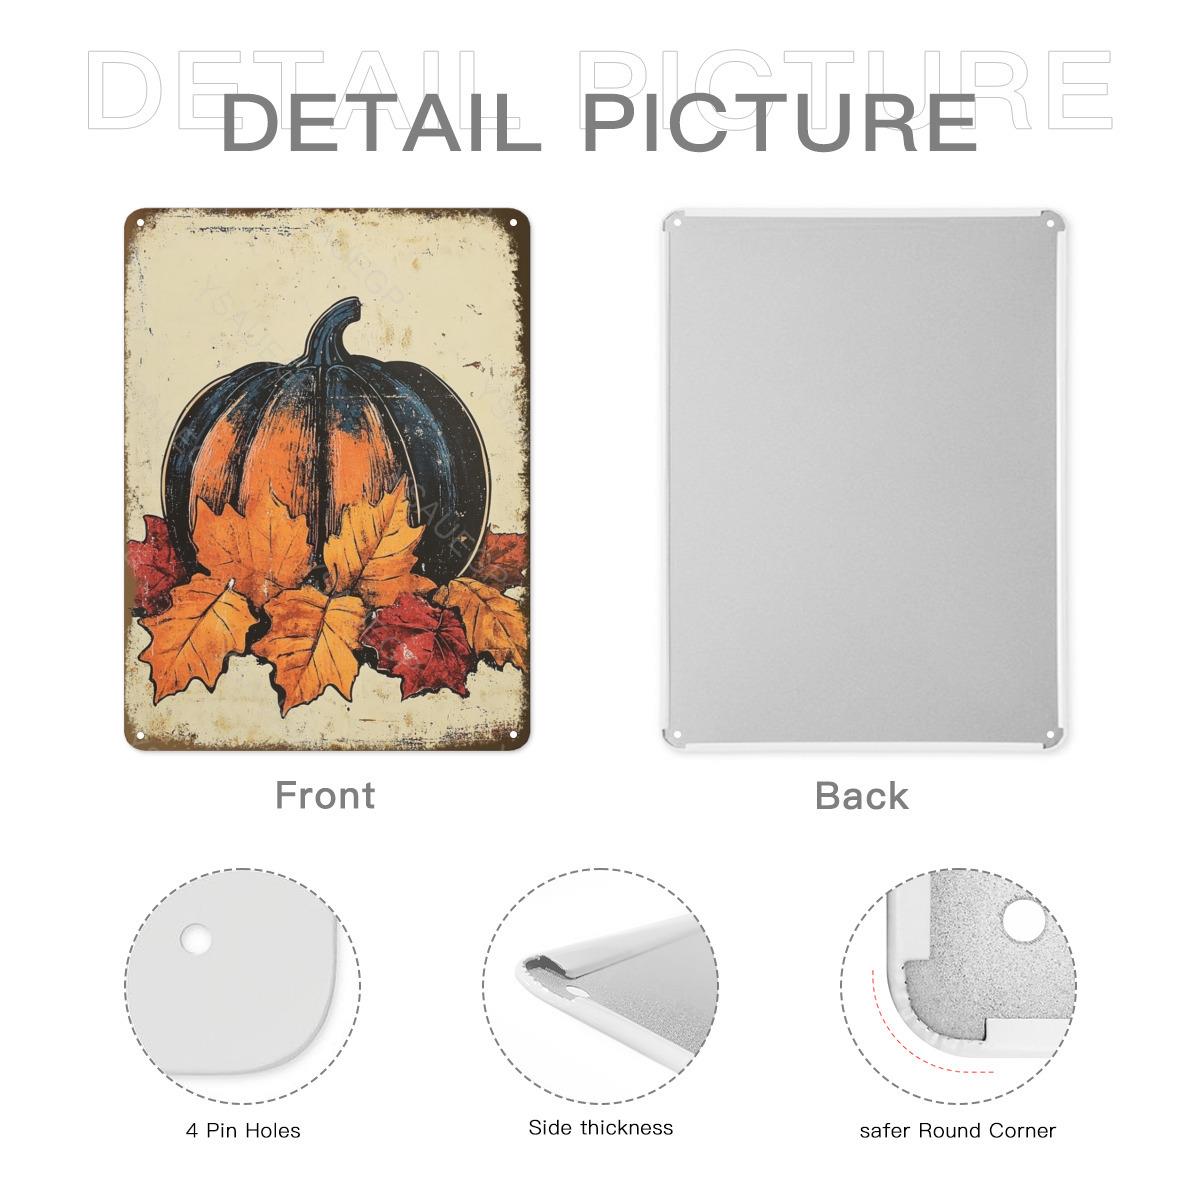 DETAIL PICTURE
DETAIL PICTURE
Front
Back
4 Pin Holes
Side thickness
safer Round Corner